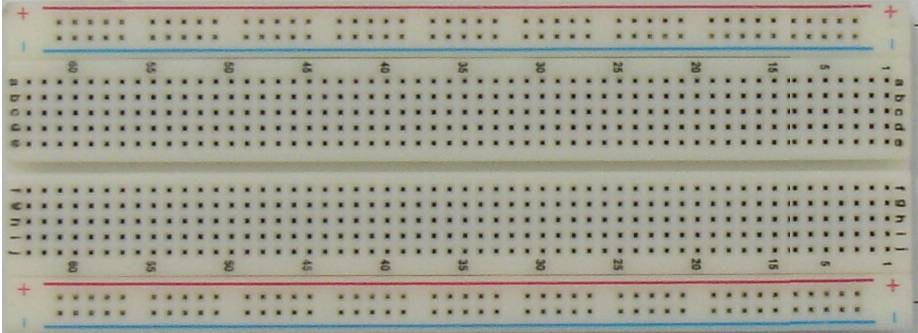 + +
- -
60 55 50 45 40 35 30 25 20 15 5 1
a a
b b
c c
d d
e e
f f
g g
h h
i i
j j
60 55 50 45 40 35 30 25 20 15 5 1
+ +
- -